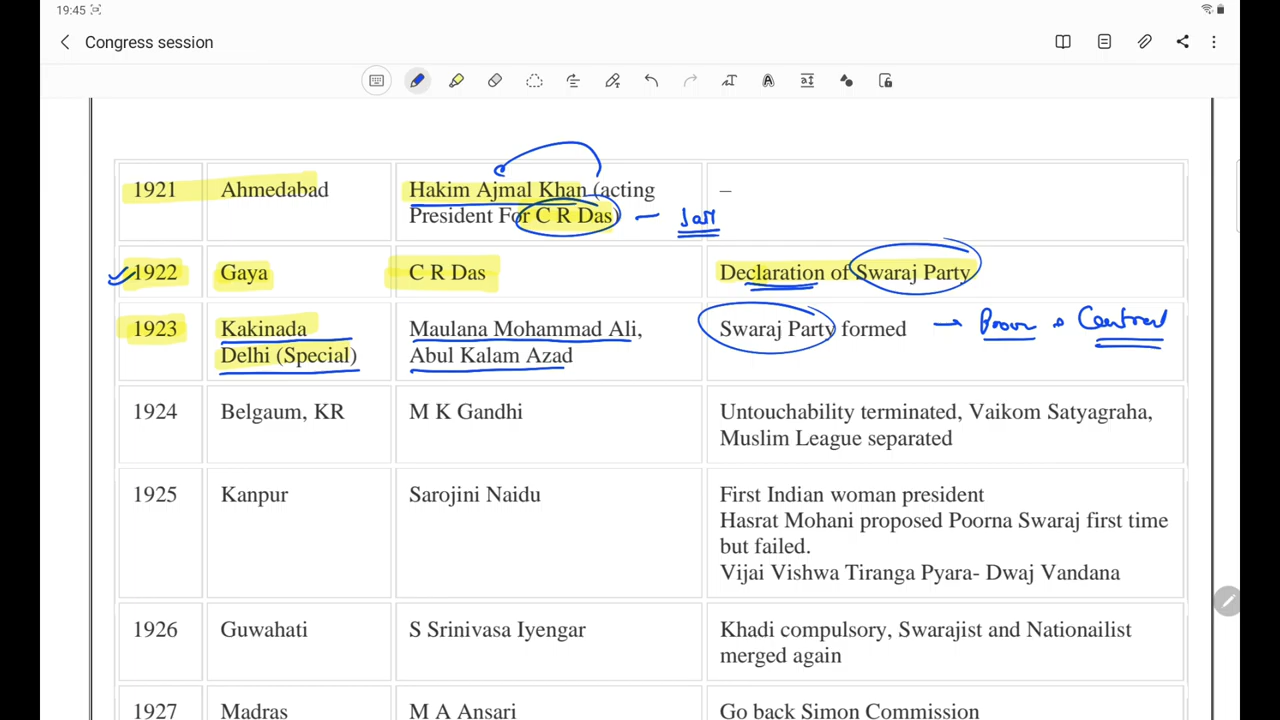 19:45
Congress session
1921 Ahmedabad Hakim Ajmal Khan (acting –
President For C R Das) – Jail
1922 Gaya C R Das Declaration of Swaraj Party
1923 Kakinada Maulana Mohammad Ali, Swaraj Party formed → & Central
Delhi (Special) Abul Kalam Azad
1924 Belgaum, KR M K Gandhi Untouchability terminated, Vaikom Satyagraha,
Muslim League separated
1925 Kanpur Sarojini Naidu First Indian woman president
Hasrat Mohani proposed Poorna Swaraj first time
but failed.
Vijai Vishwa Tiranga Pyara- Dwaj Vandana
1926 Guwahati S Srinivasa Iyengar Khadi compulsory, Swarajist and Nationailist
merged again
1927 Madras M A Ansari Go back Simon Commission